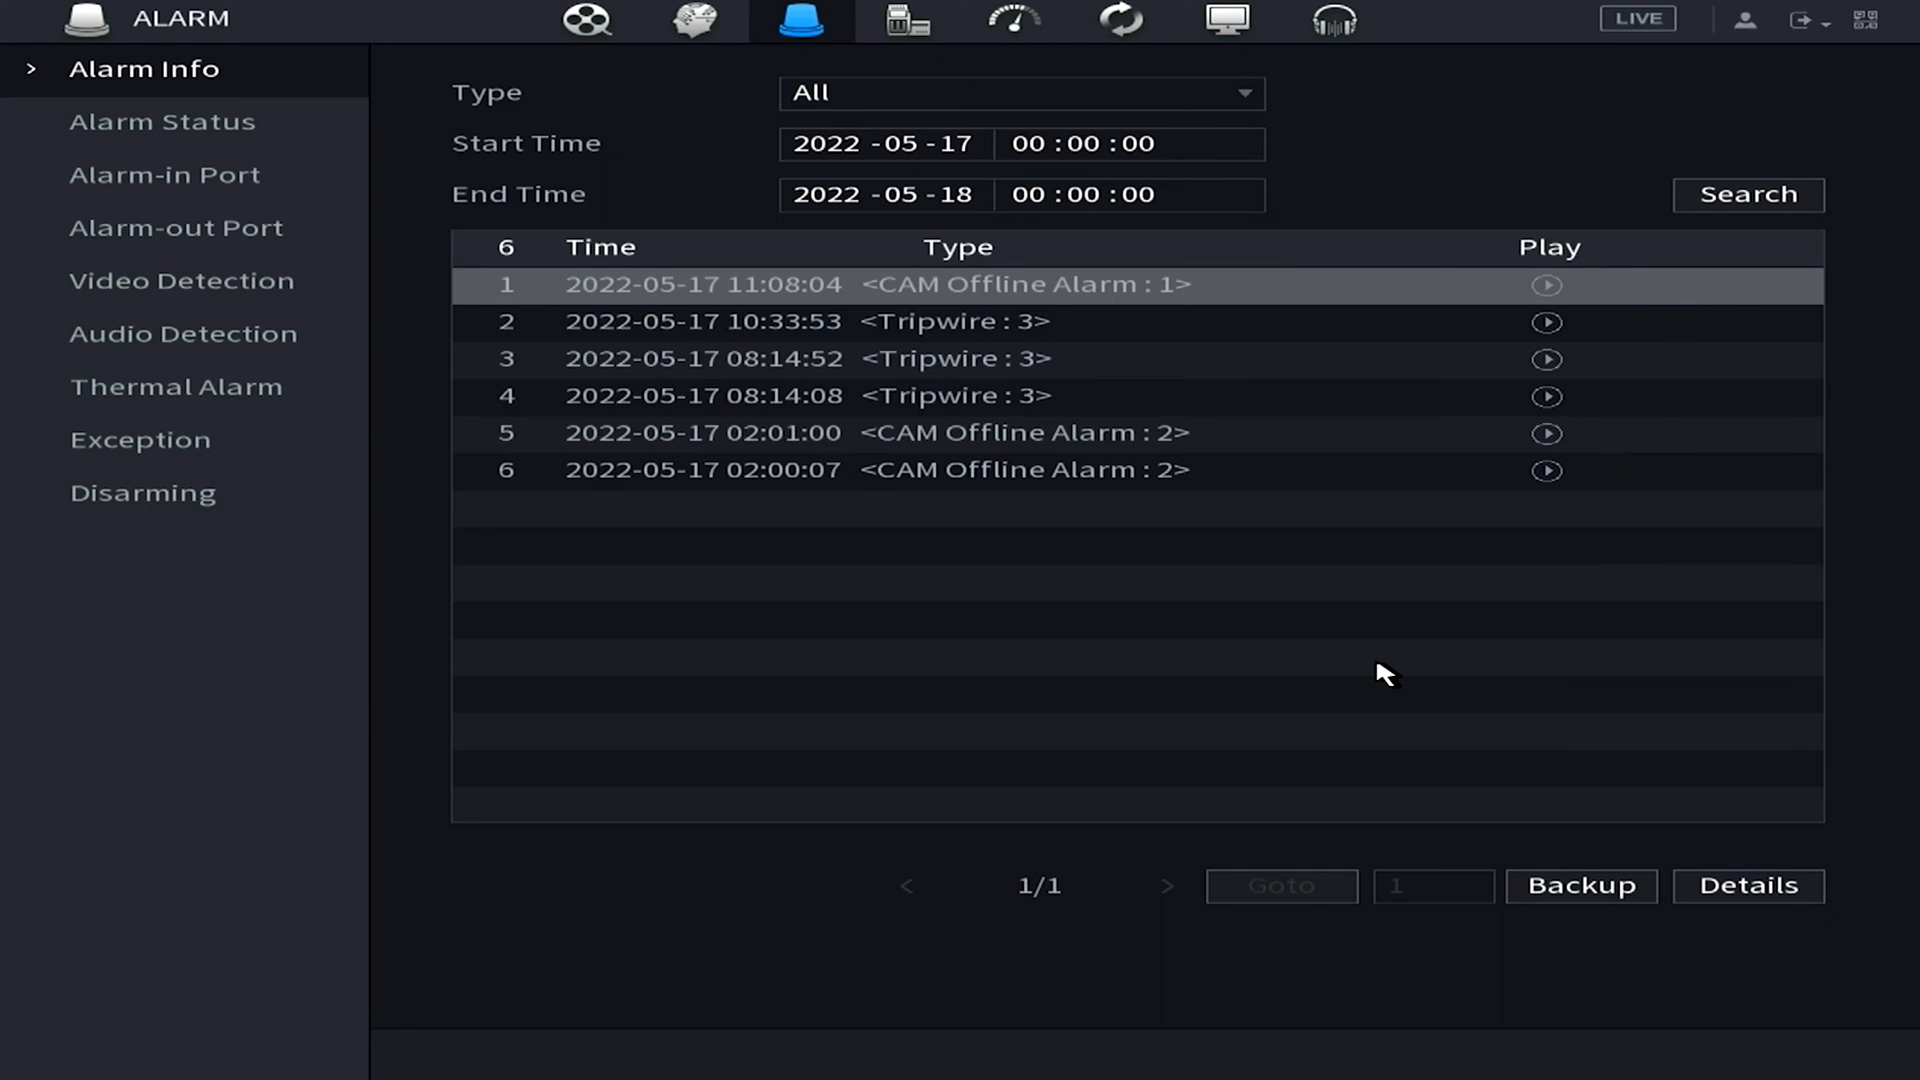 ALARM
LIVE
> Alarm Info
Alarm Status
Alarm-in Port
Alarm-out Port
Video Detection
Audio Detection
Thermal Alarm
Exception
Disarming
Type All
Start Time 2022 -05 -17 00 : 00 : 00
End Time 2022 -05 -18 00 : 00 : 00
Search
6 Time Type Play
1 2022-05-17 11:08:04 <CAM Offline Alarm : 1>
2 2022-05-17 10:33:53 <Tripwire : 3>
3 2022-05-17 08:14:52 <Tripwire : 3>
4 2022-05-17 08:14:08 <Tripwire : 3>
5 2022-05-17 02:01:00 <CAM Offline Alarm : 2>
6 2022-05-17 02:00:07 <CAM Offline Alarm : 2>
< 1/1 > Goto 1 Backup Details